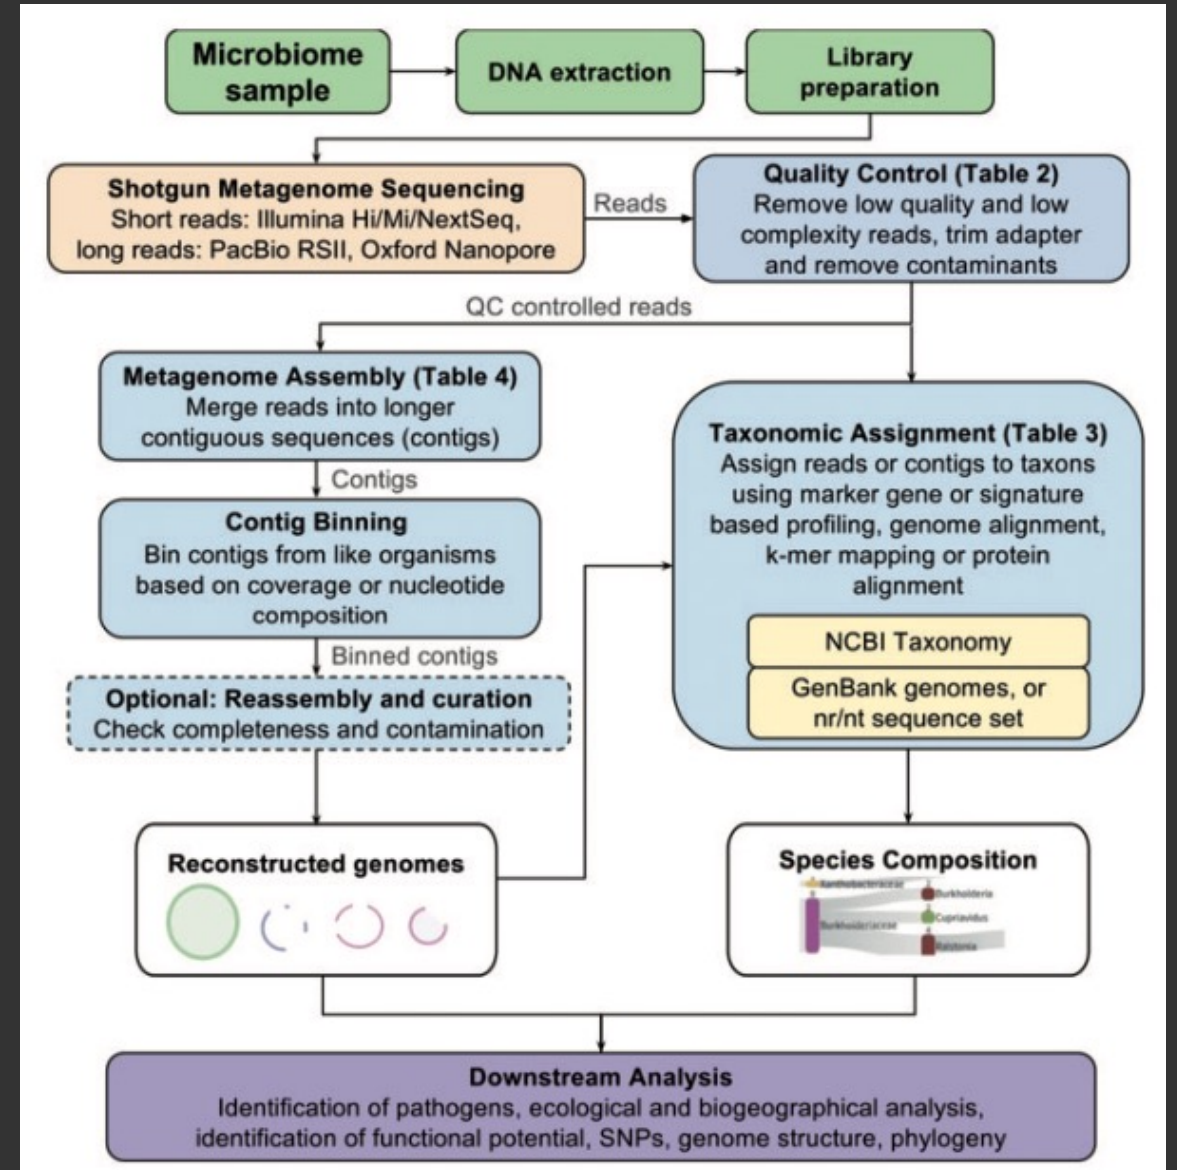 Microbiome
sample
DNA extraction
Library
preparation
Shotgun Metagenome Sequencing
Short reads: Illumina Hi/Mi/NextSeq,
long reads: PacBio RSII, Oxford Nanopore
Reads
Quality Control (Table 2)
Remove low quality and low
complexity reads, trim adapter
and remove contaminants
QC controlled reads
Metagenome Assembly (Table 4)
Merge reads into longer
contiguous sequences (contigs)
Contigs
Contig Binning
Bin contigs from like organisms
based on coverage or nucleotide
composition
Binned contigs
Optional: Reassembly and curation
Check completeness and contamination
Taxonomic Assignment (Table 3)
Assign reads or contigs to taxons
using marker gene or signature
based profiling, genome alignment,
k-mer mapping or protein
alignment
NCBI Taxonomy
GenBank genomes, or
nr/nt sequence set
Reconstructed genomes
Species Composition
Xanthobacteraceae
Burkholderia
Burkholderiaceae
Cupriavidus
Ralstonia
Downstream Analysis
Identification of pathogens, ecological and biogeographical analysis,
identification of functional potential, SNPs, genome structure, phylogeny